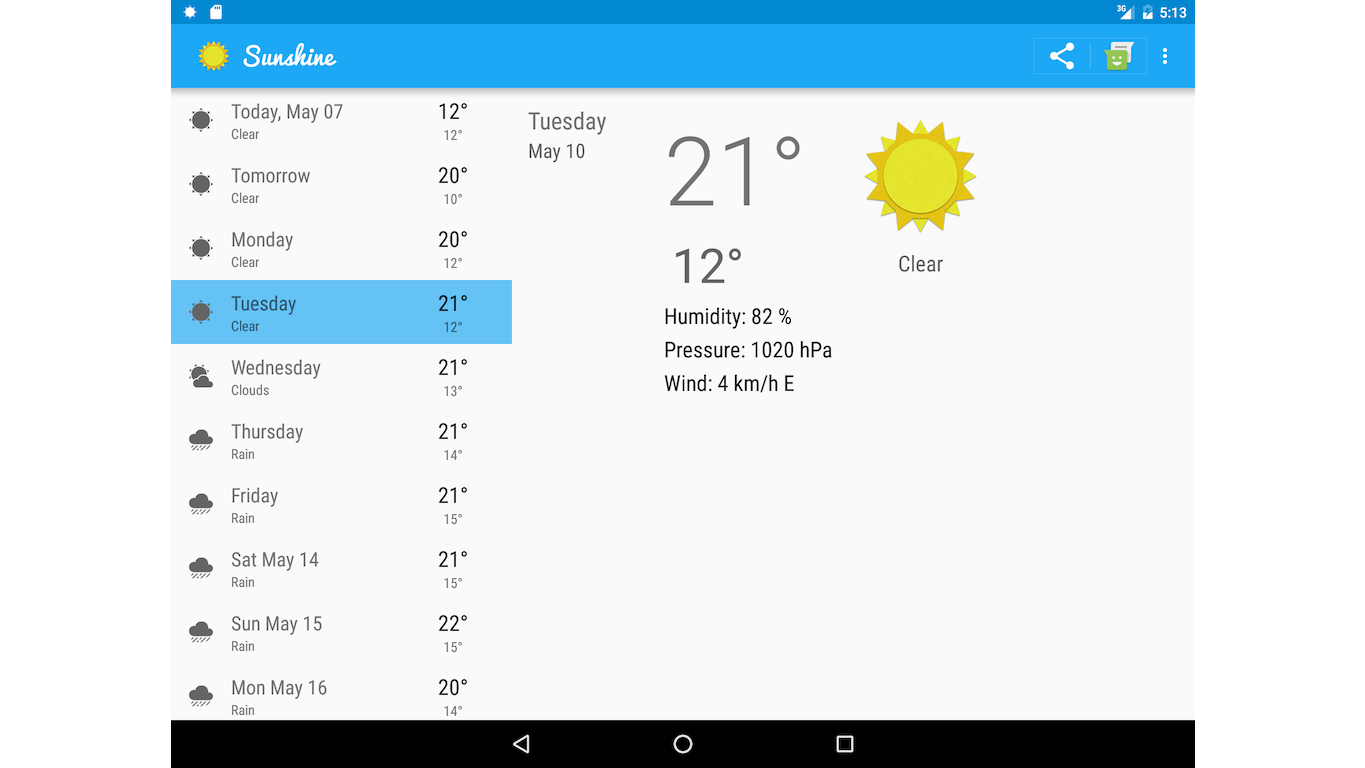 3G 5:13
Sunshine
Today, May 07 12°
Clear 12°
Tomorrow 20°
Clear 10°
Monday 20°
Clear 12°
Tuesday 21°
Clear 12°
Wednesday 21°
Clouds 13°
Thursday 21°
Rain 14°
Friday 21°
Rain 15°
Sat May 14 21°
Rain 15°
Sun May 15 22°
Rain 15°
Mon May 16 20°
Rain 14°
Tuesday
May 10
21°
12°
Clear
Humidity: 82 %
Pressure: 1020 hPa
Wind: 4 km/h E